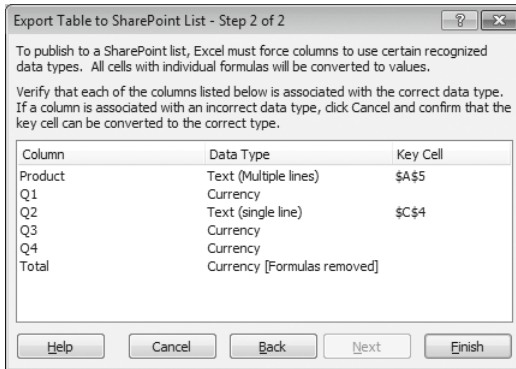 Export Table to SharePoint List - Step 2 of 2
To publish to a SharePoint list, Excel must force columns to use certain recognized
data types. All cells with individual formulas will be converted to values.
Verify that each of the columns listed below is associated with the correct data type.
If a column is associated with an incorrect data type, click Cancel and confirm that the
key cell can be converted to the correct type.
Column Data Type Key Cell
Product Text (Multiple lines) $A$5
Q1 Currency
Q2 Text (single line) $C$4
Q3 Currency
Q4 Currency
Total Currency [Formulas removed]
Help Cancel Back Next Finish